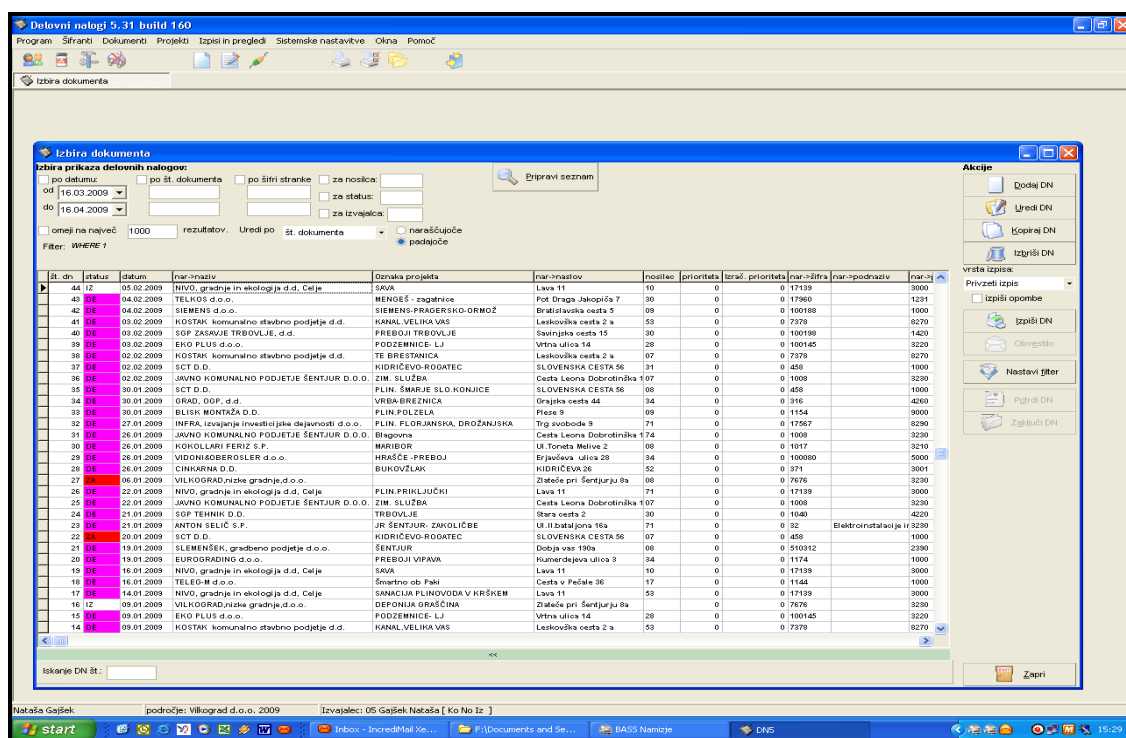 Delovni nalogi 5.31 build 160
Program Šifranti Dokumenti Projekti Izpisi in pregledi Sistemske nastavitve Okna Pomoč
Izbira dokumenta
Izbira dokumenta
Izbira prikaza delovnih nalogov: Akcije
po datumu: po št. dokumenta po šifri stranke za nosilca: Pripravi seznam
od 16.03.2009 za status: Dodaj DN
do 16.04.2009 za izvajalca: Uredi DN
omeji na največ 1000 rezultatov. Uredi po št. dokumenta naraščujoče Kopiraj DN
Filter: WHERE 1 padajoče Izbriši DN
vrsta izpisa:
Privzeti izpis
izpiši opombe
Izpiši DN
Obvestilo
Nastavi filter
Potrdi DN
Zaključi DN
št. dn status datum nar->naziv Oznaka projekta nar->naslov nosilec prioriteta Izrač. prioriteta nar->šifra nar->podnaziv nar->
44 IZ 05.02.2009 NIVO, gradnje in ekologija d.d, Celje SAVA Lava 11 10 0 0 17139 3000
43 DE 04.02.2009 TELKOS d.o.o. MENGEŠ - zagatnice Pot Draga Jakopiča 7 30 0 0 17960 1231
42 DE 04.02.2009 SIEMENS d.o.o. SIEMENS-PRAGERSKO-ORMOŽ Bratislavska cesta 5 09 0 0 100188 1000
41 DE 03.02.2009 KOSTAK komunalno stavbno podjetje d.d. KANAL.VELIKA VAS Leskovška cesta 2 a 53 0 0 7378 8270
40 DE 03.02.2009 SGP ZASAVJE TRBOVLJE, d.d. PREBOJI TRBOVLJE Savinjska cesta 15 30 0 0 100198 1420
39 DE 03.02.2009 EKO PLUS d.o.o. PODZEMNICE- LJ Vrtna ulica 14 28 0 0 100145 3220
38 DE 02.02.2009 KOSTAK komunalno stavbno podjetje d.d. TE BRESTANICA Leskovška cesta 2 a 07 0 0 7378 8270
37 DE 02.02.2009 SCT D.D. KIDRIČEVO-ROGATEC SLOVENSKA CESTA 56 31 0 0 458 1000
36 DE 02.02.2009 JAVNO KOMUNALNO PODJETJE ŠENTJUR D.O.O. ZIM. SLUŽBA Cesta Leona Dobrotinška 1 07 0 0 1008 3230
35 DE 30.01.2009 SCT D.D. PLIN. ŠMARJE SLO.KONJICE SLOVENSKA CESTA 56 08 0 0 458 1000
34 DE 30.01.2009 GRAD, OGP, d.d. VRBA-BREZNICA Grajska cesta 44 34 0 0 316 4260
33 DE 30.01.2009 BLISK MONTAŽA D.D. PLIN.POLZELA Plese 9 09 0 0 1154 9000
32 DE 27.01.2009 INFRA, izvajanje investicijske dejavnosti d.o.o. PLIN. FLORJANSKA, DROŽANJSKA Trg svobode 9 71 0 0 17567 8290
31 DE 26.01.2009 JAVNO KOMUNALNO PODJETJE ŠENTJUR D.O.O. Blagovna Cesta Leona Dobrotinška 1 74 0 0 1008 3230
30 DE 26.01.2009 KOKOLLARI FERIZ S.P. MARIBOR Ul.Toneta Melive 2 08 0 0 1017 3210
29 DE 26.01.2009 VIDONI&OBEROSLER d.o.o. HRAŠČE -PREBOJ Erjavčeva ulica 28 34 0 0 100080 5000
28 DE 26.01.2009 CINKARNA D.D. BUKOVŽLAK KIDRIČEVA 26 52 0 0 371 3001
27 ZA 06.01.2009 VILKOGRAD,nizke gradnje,d.o.o. Zlateče pri Šentjurju 8a 08 0 0 7676 3230
26 DE 22.01.2009 NIVO, gradnje in ekologija d.d, Celje PLIN.PRIKLJUČKI Lava 11 71 0 0 17139 3000
25 DE 22.01.2009 JAVNO KOMUNALNO PODJETJE ŠENTJUR D.O.O. ZIM. SLUŽBA Cesta Leona Dobrotinška 1 07 0 0 1008 3230
24 DE 21.01.2009 SGP TEHNIK D.D. TRBOVLJE Stara cesta 2 30 0 0 1040 4220
23 DE 21.01.2009 ANTON SELIČ S.P. JR ŠENTJUR- ZAKOLIČBE Ul.II.bataljona 16a 71 0 0 32 Elektroinstalacije in 3230
22 ZA 20.01.2009 SCT D.D. KIDRIČEVO-ROGATEC SLOVENSKA CESTA 56 07 0 0 458 1000
21 DE 19.01.2009 SLEMENŠEK, gradbeno podjetje d.o.o. ŠENTJUR Dobja vas 190a 08 0 0 510312 2390
20 DE 19.01.2009 EUROGRADING d.o.o. PREBOJI VIPAVA Kumerdejeva ulica 3 34 0 0 1174 1000
19 DE 16.01.2009 NIVO, gradnje in ekologija d.d, Celje SAVA Lava 11 10 0 0 17139 3000
18 DE 16.01.2009 TELEG-M d.o.o. Šmartno ob Paki Cesta v Pečale 36 17 0 0 1144 1000
17 DE 14.01.2009 NIVO, gradnje in ekologija d.d, Celje SANACIJA PLINOVODA V KRŠKEM Lava 11 53 0 0 17139 3000
16 IZ 09.01.2009 VILKOGRAD,nizke gradnje,d.o.o. DEPONIJA GRAŠČINA Zlateče pri Šentjurju 8a 0 0 7676 3230
15 DE 09.01.2009 EKO PLUS d.o.o. PODZEMNICE- LJ Vrtna ulica 14 28 0 0 100145 3220
14 DE 09.01.2009 KOSTAK komunalno stavbno podjetje d.d. KANAL.VELIKA VAS Leskovška cesta 2 a 53 0 0 7378 8270
<<
Iskanje DN št.: Zapri
Nataša Gajšek področje: Vilkograd d.o.o. 2009 Izvajalec: 05 Gajšek Nataša [ Ko No Iz ]
start Inbox - IncrediMail Xe... F:\Documents and Se... BASS Namizje DNS 15:29